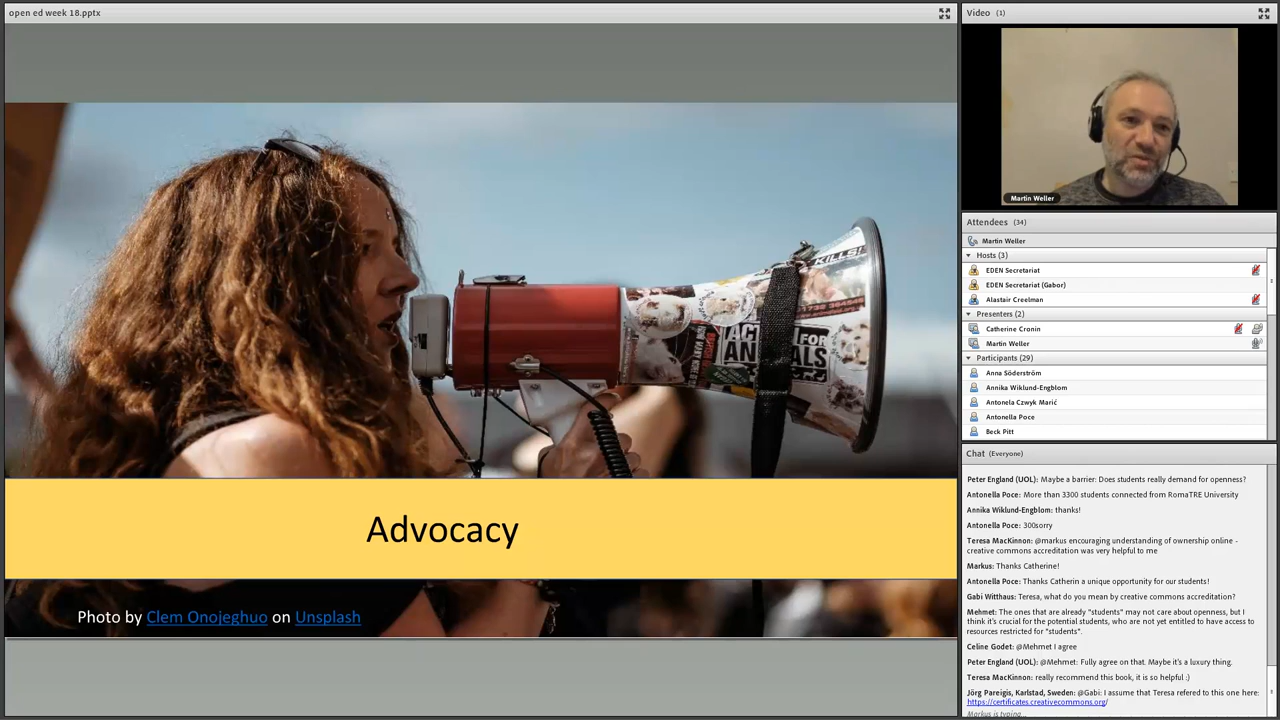 open ed week 18.pptx
KILLS!
ACT FOR
ANIMALS
Advocacy
Photo by Clem Onojeghuo on Unsplash
Video (1)
Martin Weller
Attendees (34)
Martin Weller
Hosts (3)
EDEN Secretariat
EDEN Secretariat (Gabor)
Alastair Creelman
Presenters (2)
Catherine Cronin
Martin Weller
Participants (29)
Anna Söderström
Annika Wiklund-Engblom
Antonela Czwyk Marić
Antonella Poce
Beck Pitt
Chat (Everyone)
Peter England (UOL): Maybe a barrier: Does students really demand for openness?
Antonella Poce: More than 3300 students connected from RomaTRE University
Annika Wiklund-Engblom: thanks!
Antonella Poce: 300sorry
Teresa MacKinnon: @markus encouraging understanding of ownership online -
creative commons accreditation was very helpful to me
Markus: Thanks Catherine!
Antonella Poce: Thanks Catherin a unique opportunity for our students!
Gabi Witthaus: Teresa, what do you mean by creative commons accreditation?
Mehmet: The ones that are already "students" may not care about openness, but I
think it's crucial for the potential students, who are not yet entitled to have access to
resources restricted for "students".
Celine Godet: @Mehmet I agree
Peter England (UOL): @Mehmet: Fully agree on that. Maybe it's a luxury thing.
Teresa MacKinnon: really recommend this book, it is so helpful ;)
Jörg Pareigis, Karlstad, Sweden: @Gabi: I assume that Teresa refered to this one here:
https://certificates.creativecommons.org/
Markus is typing...